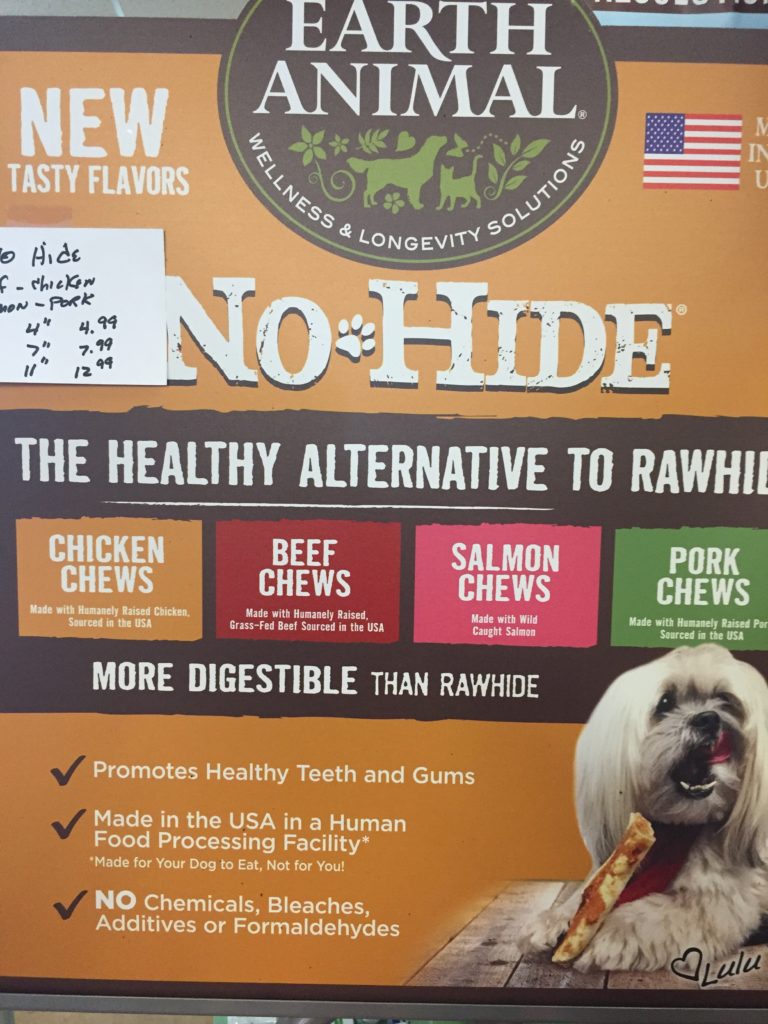 EARTH
ANIMAL®
WELLNESS & LONGEVITY SOLUTIONS
NEW
TASTY FLAVORS
HIDE
CHICKEN
PORK
4" 4.99
7" 7.99
11" 12.99
NO HIDE®
THE HEALTHY ALTERNATIVE TO
CHICKEN
CHEWS
Made with Humanely Raised Chicken,
Sourced in the USA
BEEF
CHEWS
Made with Humanely Raised,
Grass-Fed Beef Sourced in the USA
SALMON
CHEWS
Made with Wild
Caught Salmon
PORK
CHEWS
Made with Humanely Raised
Sourced in the USA
MORE DIGESTIBLE THAN RAWHIDE
Promotes Healthy Teeth and Gums
Made in the USA in a Human
Food Processing Facility*
*Made for Your Dog to Eat, Not for You!
NO Chemicals, Bleaches,
Additives or Formaldehydes
Lulu